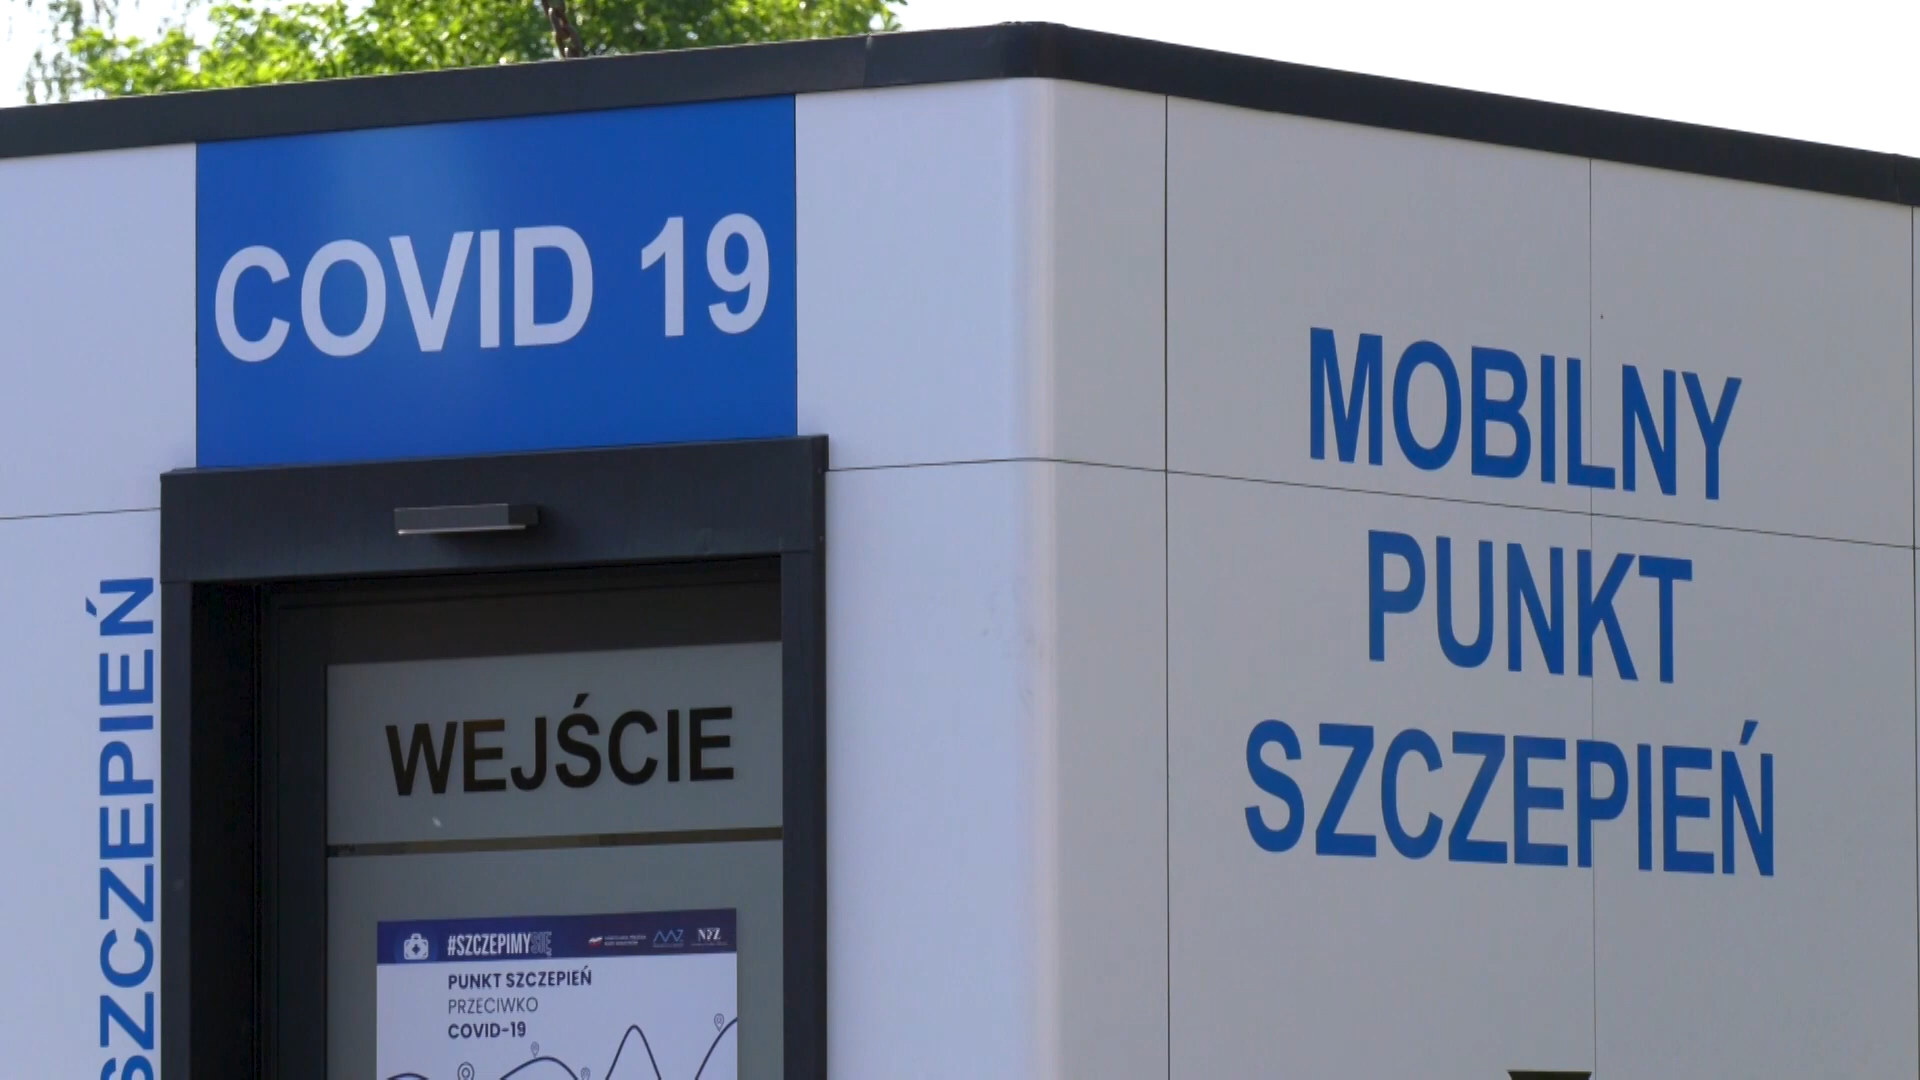 COVID 19
MOBILNY
PUNKT
SZCZEPIEŃ
SZCZEPIEŃ
WEJŚCIE
#SZCZEPIMYSIĘ
NFZ
PUNKT SZCZEPIEŃ
PRZECIWKO
COVID-19